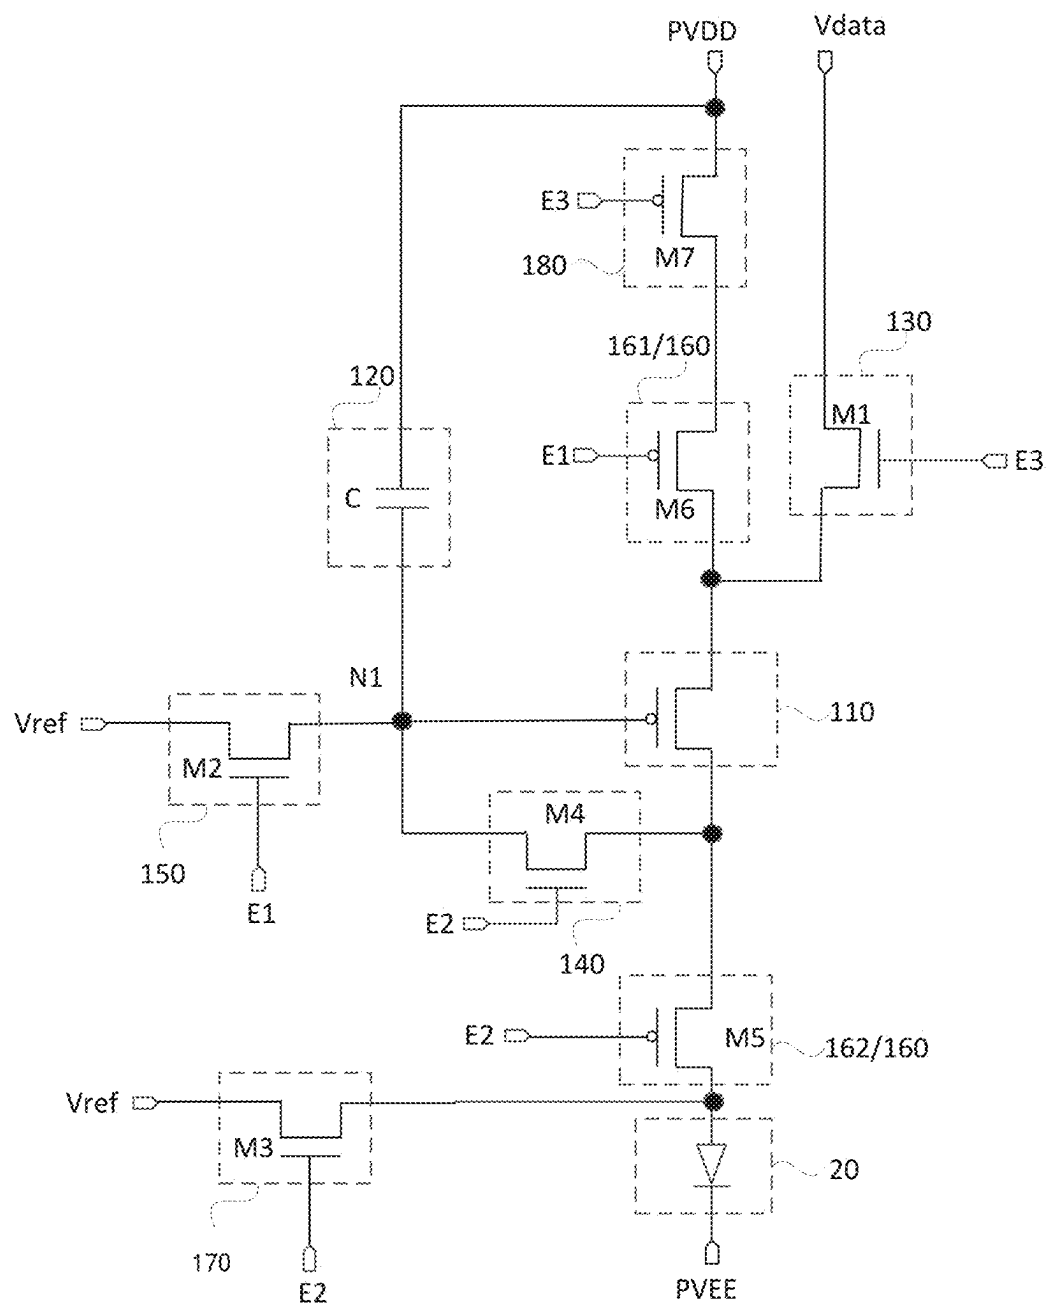 PVDD
Vdata
E3
M7
180
130
161/160
120
M1
E1
E3
C
M6
N1
Vref
110
M2
M4
150
E1
E2
140
E2
M5
162/160
Vref
M3
20
170
E2
PVEE